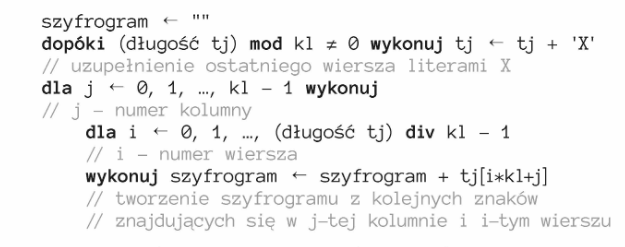 szyfrogram ← ""
dopóki (długość tj) mod kl ≠ 0 wykonuj tj ← tj + 'X'
// uzupełnienie ostatniego wiersza literami X
dla j ← 0, 1, …, kl - 1 wykonuj
// j - numer kolumny
dla i ← 0, 1, …, (długość tj) div kl - 1
// i - numer wiersza
wykonuj szyfrogram ← szyfrogram + tj[i*kl+j]
// tworzenie szyfrogramu z kolejnych znaków
// znajdujących się w j-tej kolumnie i i-tym wierszu